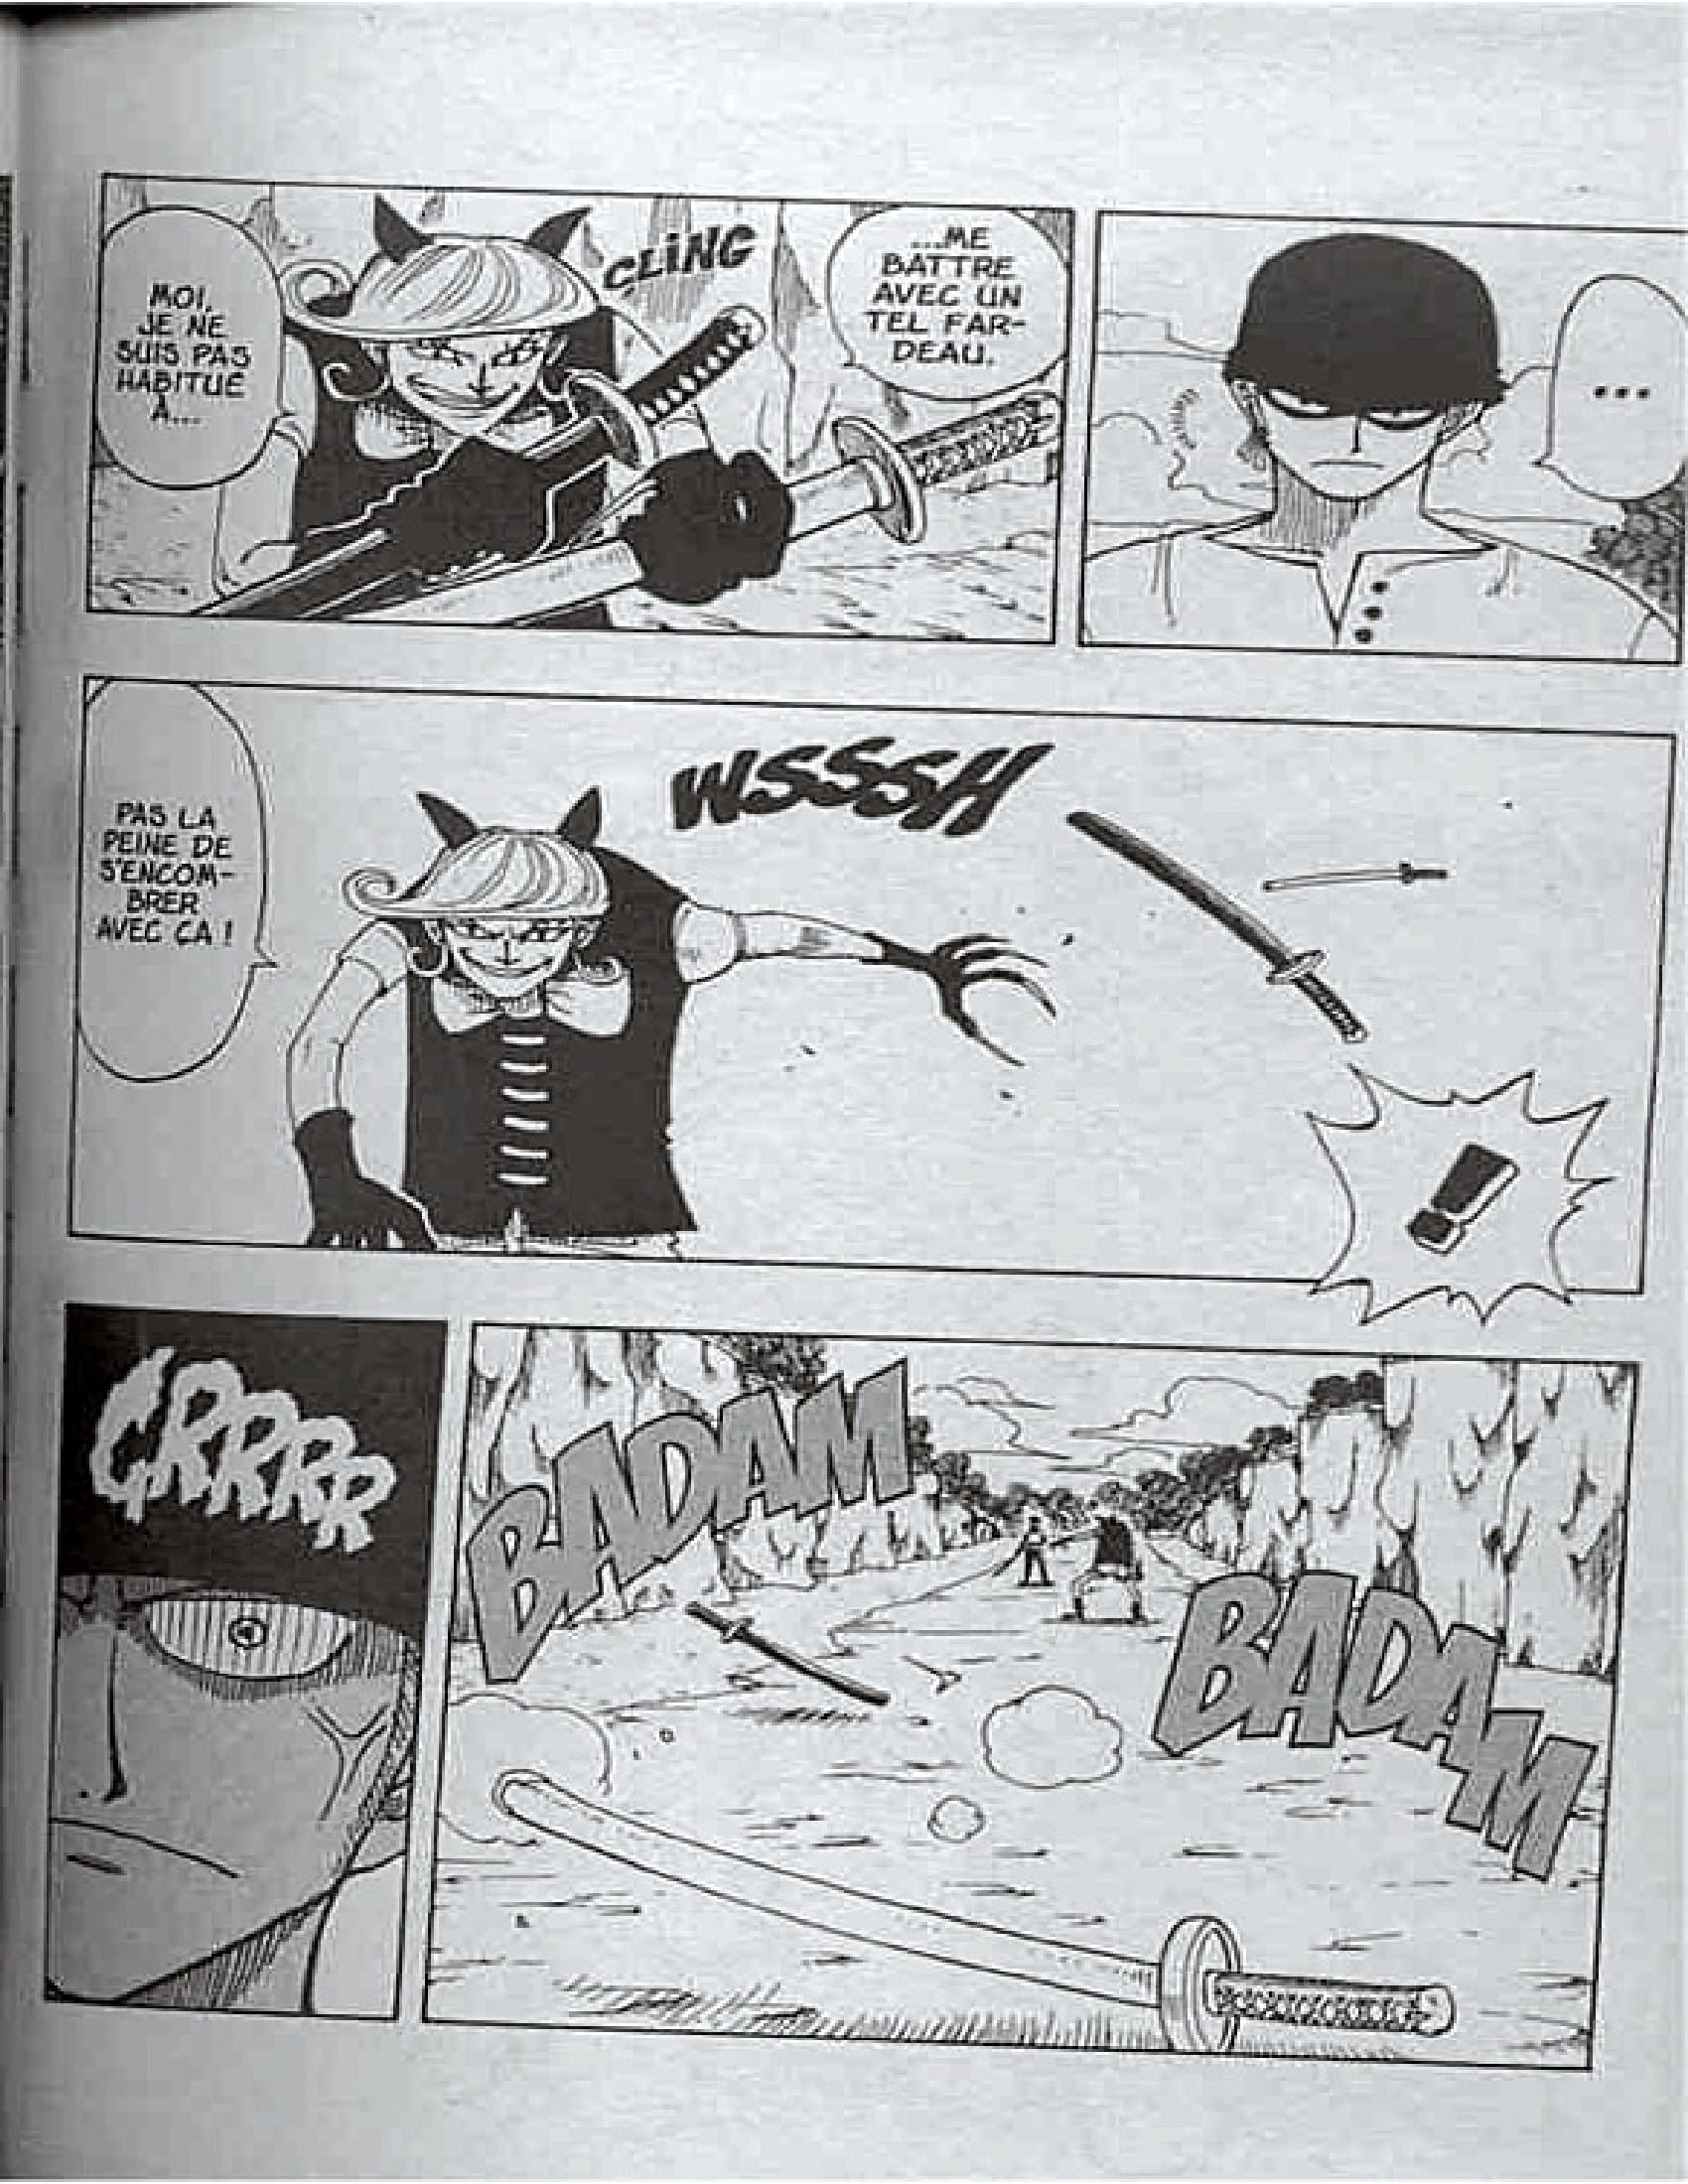 MOI,
JE NE
SUIS PAS
HABITUÉ
À...
CLING
...ME
BATTRE
AVEC UN
TEL FAR-
DEAU.
...
PAS LA
PEINE DE
S'ENCOM-
BRER
AVEC ÇA !
WSSSH
!
GRRRR
BADAM
BADAM